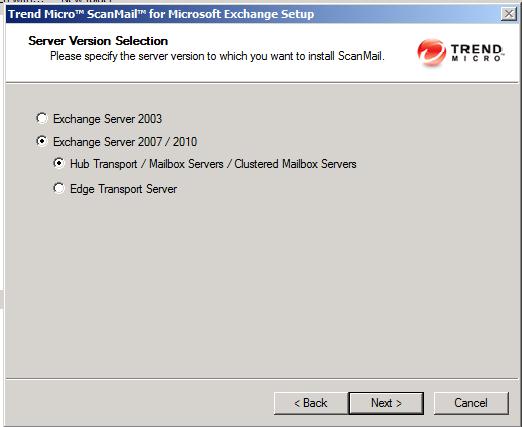 Trend Micro™ ScanMail™ for Microsoft Exchange Setup
Server Version Selection
Please specify the server version to which you want to install ScanMail.
TREND
MICRO™
Exchange Server 2003
Exchange Server 2007 / 2010
Hub Transport / Mailbox Servers / Clustered Mailbox Servers
Edge Transport Server
< Back
Next >
Cancel